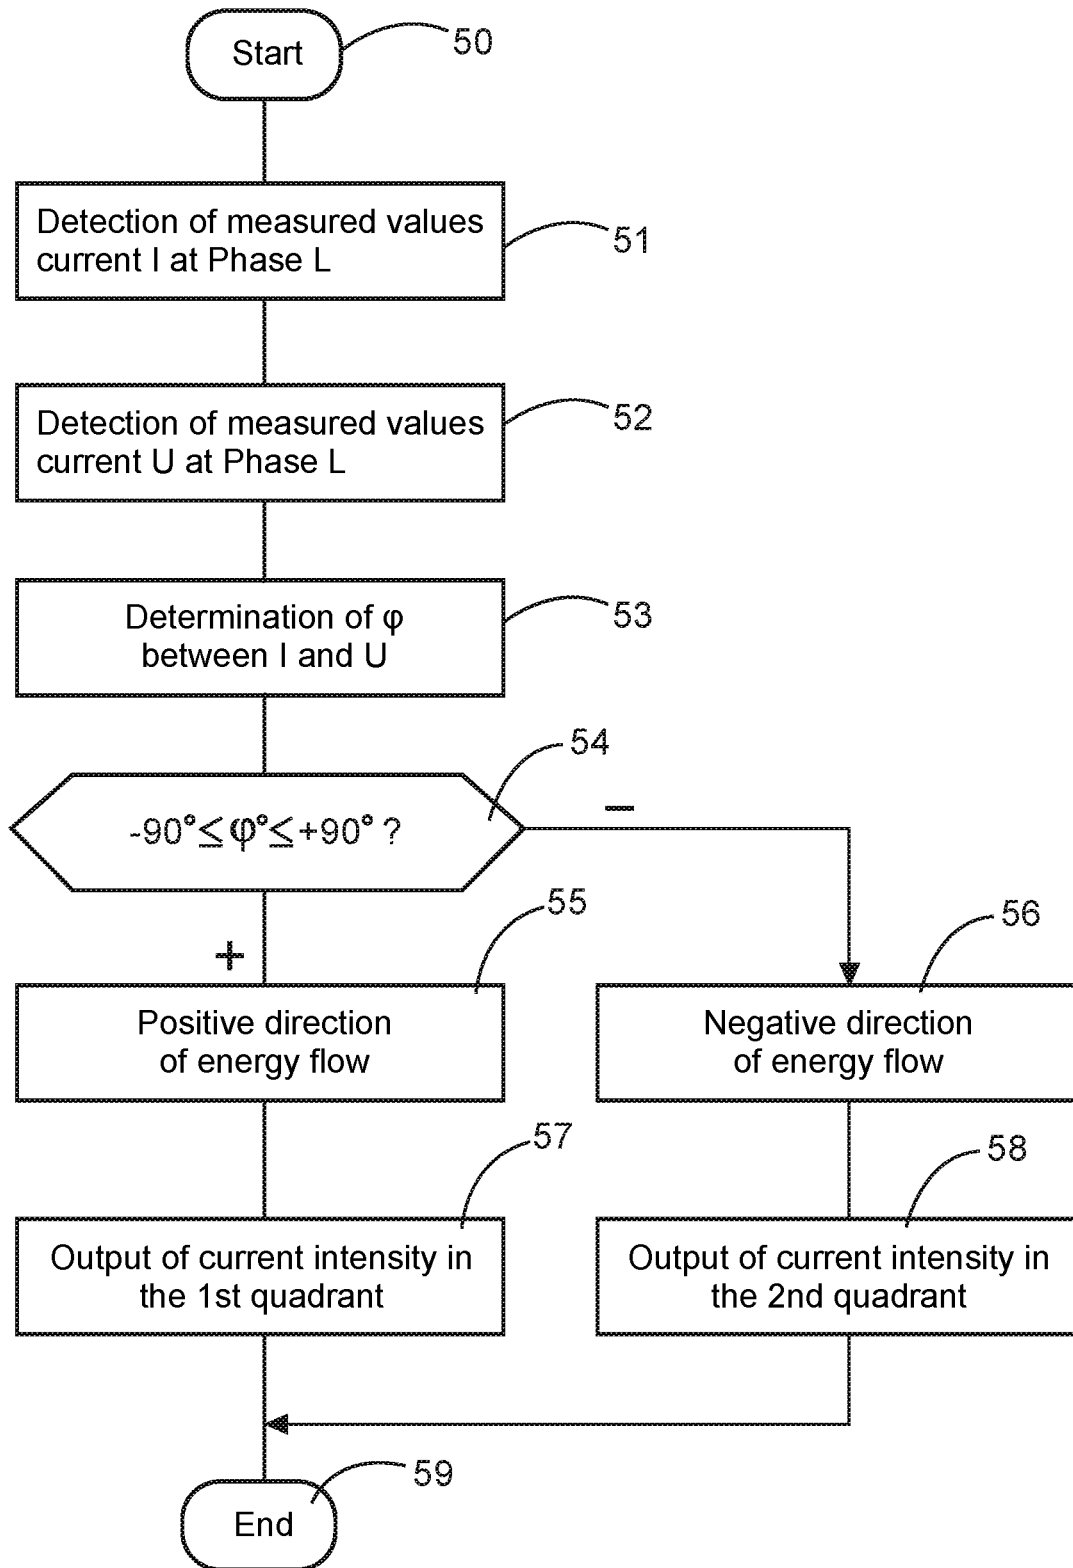 Start
50
Detection of measured values
current I at Phase L
51
Detection of measured values
current U at Phase L
52
Determination of φ
between I and U
53
54
-90°≤φ°≤+90° ?
−
+
55
56
Positive direction
of energy flow
Negative direction
of energy flow
57
58
Output of current intensity in
the 1st quadrant
Output of current intensity in
the 2nd quadrant
59
End